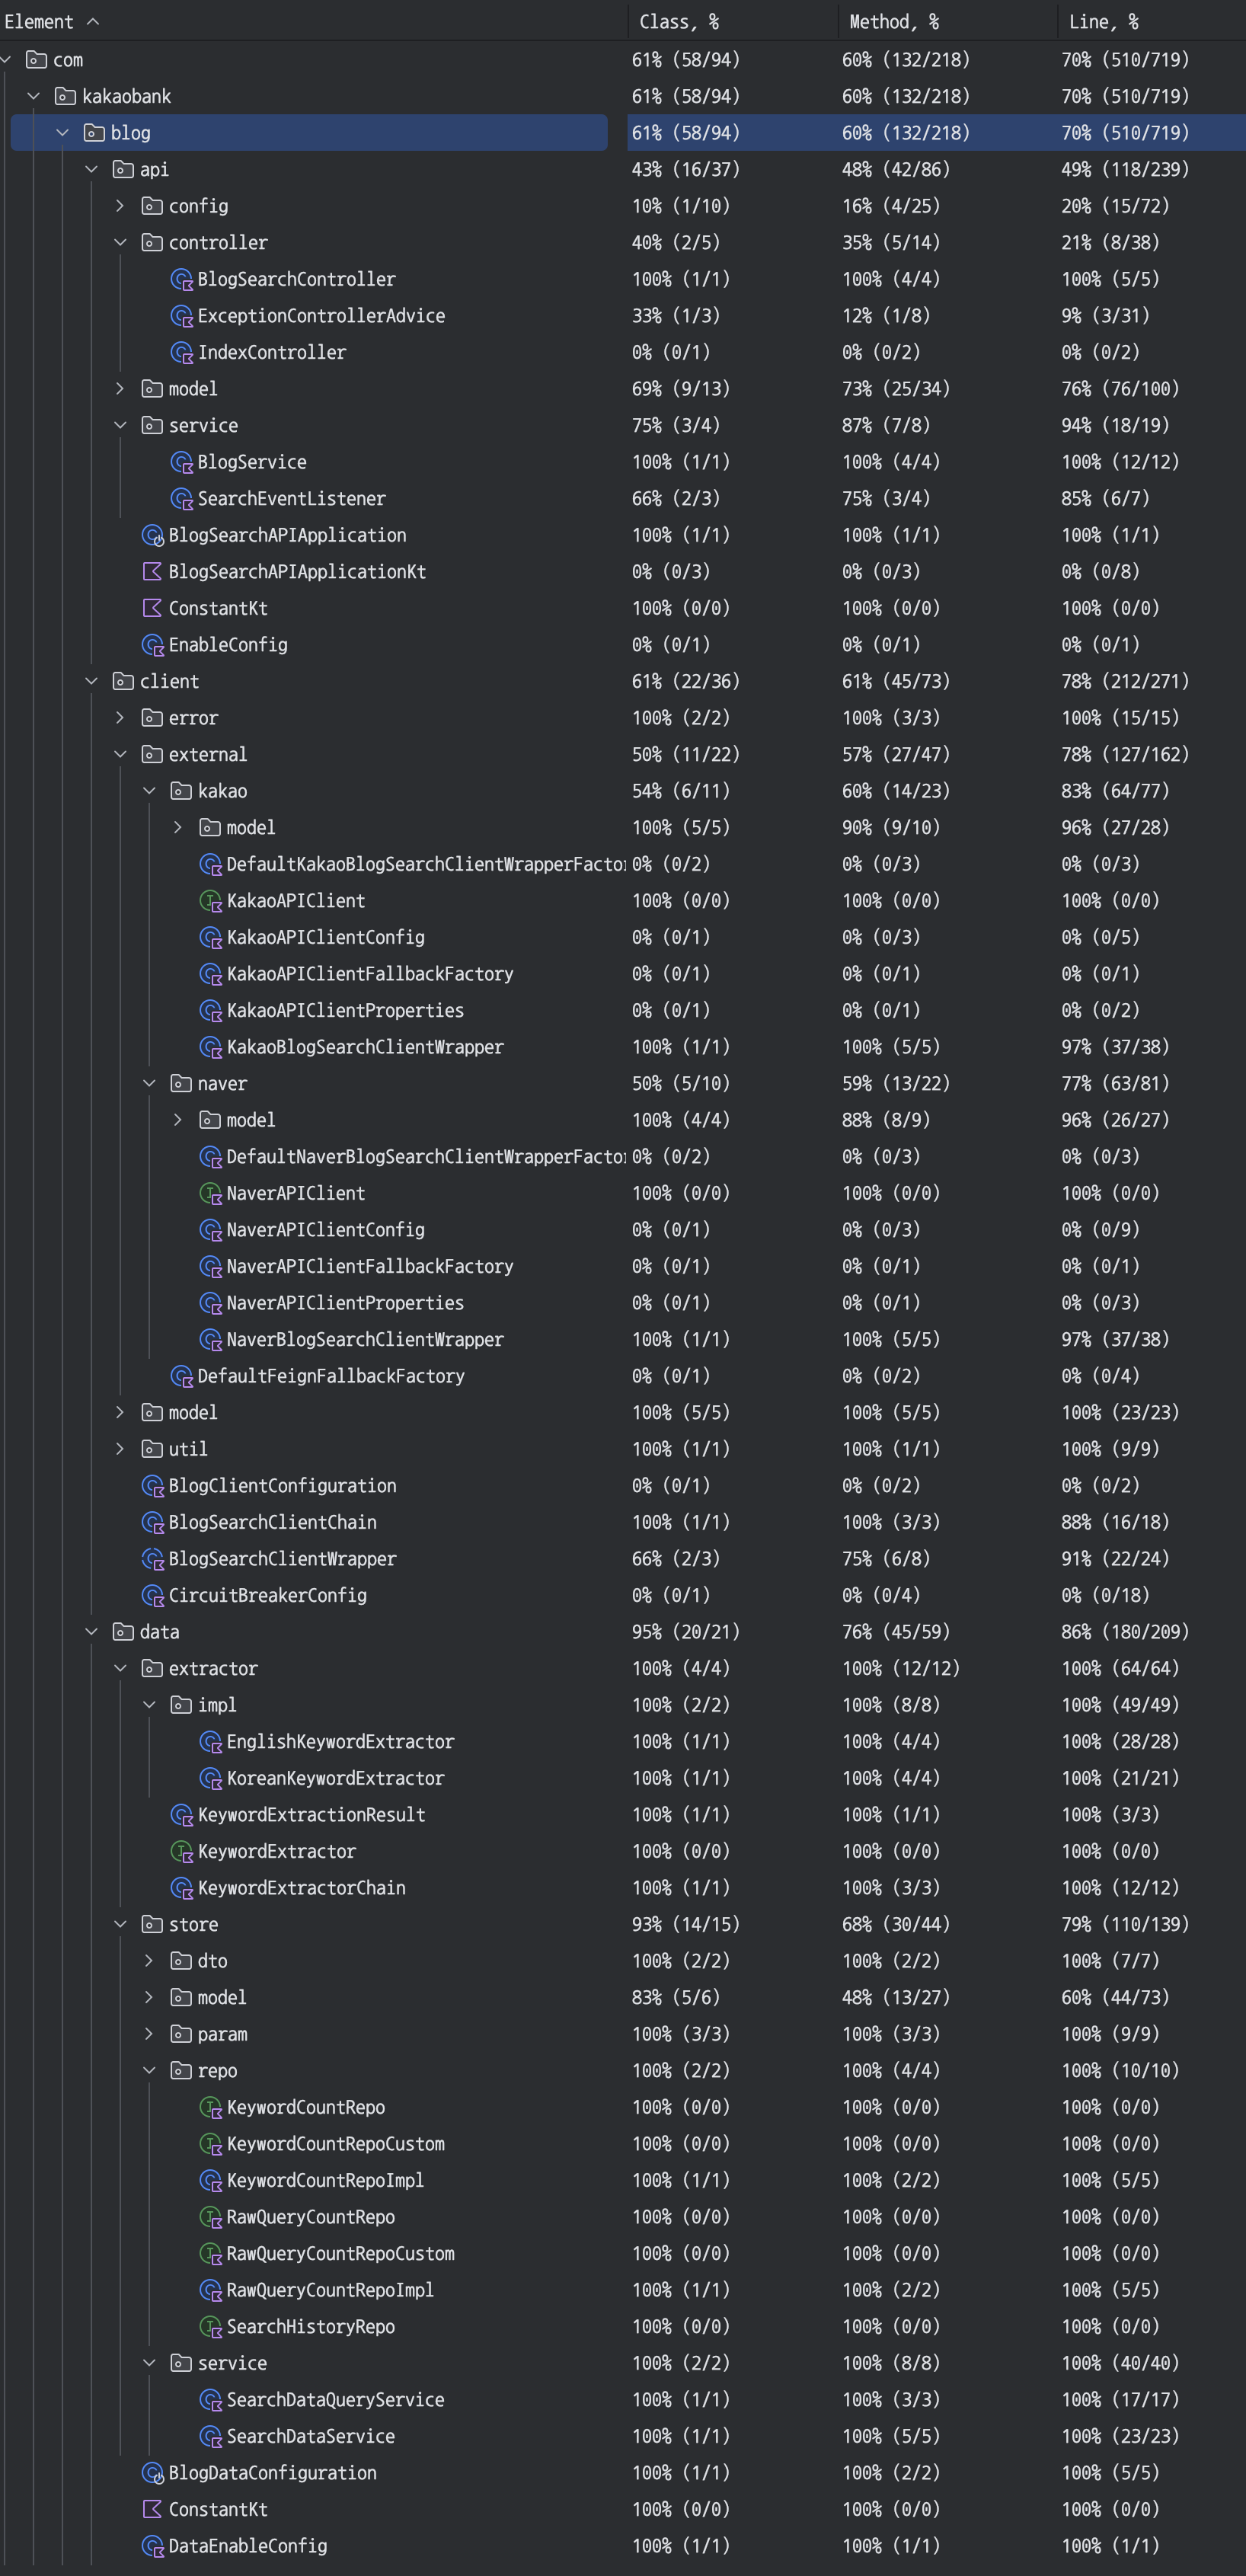 Element Class, % Method, % Line, %
com 61% (58/94) 60% (132/218) 70% (510/719)
kakaobank 61% (58/94) 60% (132/218) 70% (510/719)
blog 61% (58/94) 60% (132/218) 70% (510/719)
api 43% (16/37) 48% (42/86) 49% (118/239)
config 10% (1/10) 16% (4/25) 20% (15/72)
controller 40% (2/5) 35% (5/14) 21% (8/38)
BlogSearchController 100% (1/1) 100% (4/4) 100% (5/5)
ExceptionControllerAdvice 33% (1/3) 12% (1/8) 9% (3/31)
IndexController 0% (0/1) 0% (0/2) 0% (0/2)
model 69% (9/13) 73% (25/34) 76% (76/100)
service 75% (3/4) 87% (7/8) 94% (18/19)
BlogService 100% (1/1) 100% (4/4) 100% (12/12)
SearchEventListener 66% (2/3) 75% (3/4) 85% (6/7)
BlogSearchAPIApplication 100% (1/1) 100% (1/1) 100% (1/1)
BlogSearchAPIApplicationKt 0% (0/3) 0% (0/3) 0% (0/8)
ConstantKt 100% (0/0) 100% (0/0) 100% (0/0)
EnableConfig 0% (0/1) 0% (0/1) 0% (0/1)
client 61% (22/36) 61% (45/73) 78% (212/271)
error 100% (2/2) 100% (3/3) 100% (15/15)
external 50% (11/22) 57% (27/47) 78% (127/162)
kakao 54% (6/11) 60% (14/23) 83% (64/77)
model 100% (5/5) 90% (9/10) 96% (27/28)
DefaultKakaoBlogSearchClientWrapperFactor 0% (0/2) 0% (0/3) 0% (0/3)
KakaoAPIClient 100% (0/0) 100% (0/0) 100% (0/0)
KakaoAPIClientConfig 0% (0/1) 0% (0/3) 0% (0/5)
KakaoAPIClientFallbackFactory 0% (0/1) 0% (0/1) 0% (0/1)
KakaoAPIClientProperties 0% (0/1) 0% (0/1) 0% (0/2)
KakaoBlogSearchClientWrapper 100% (1/1) 100% (5/5) 97% (37/38)
naver 50% (5/10) 59% (13/22) 77% (63/81)
model 100% (4/4) 88% (8/9) 96% (26/27)
DefaultNaverBlogSearchClientWrapperFactor 0% (0/2) 0% (0/3) 0% (0/3)
NaverAPIClient 100% (0/0) 100% (0/0) 100% (0/0)
NaverAPIClientConfig 0% (0/1) 0% (0/3) 0% (0/9)
NaverAPIClientFallbackFactory 0% (0/1) 0% (0/1) 0% (0/1)
NaverAPIClientProperties 0% (0/1) 0% (0/1) 0% (0/3)
NaverBlogSearchClientWrapper 100% (1/1) 100% (5/5) 97% (37/38)
DefaultFeignFallbackFactory 0% (0/1) 0% (0/2) 0% (0/4)
model 100% (5/5) 100% (5/5) 100% (23/23)
util 100% (1/1) 100% (1/1) 100% (9/9)
BlogClientConfiguration 0% (0/1) 0% (0/2) 0% (0/2)
BlogSearchClientChain 100% (1/1) 100% (3/3) 88% (16/18)
BlogSearchClientWrapper 66% (2/3) 75% (6/8) 91% (22/24)
CircuitBreakerConfig 0% (0/1) 0% (0/4) 0% (0/18)
data 95% (20/21) 76% (45/59) 86% (180/209)
extractor 100% (4/4) 100% (12/12) 100% (64/64)
impl 100% (2/2) 100% (8/8) 100% (49/49)
EnglishKeywordExtractor 100% (1/1) 100% (4/4) 100% (28/28)
KoreanKeywordExtractor 100% (1/1) 100% (4/4) 100% (21/21)
KeywordExtractionResult 100% (1/1) 100% (1/1) 100% (3/3)
KeywordExtractor 100% (0/0) 100% (0/0) 100% (0/0)
KeywordExtractorChain 100% (1/1) 100% (3/3) 100% (12/12)
store 93% (14/15) 68% (30/44) 79% (110/139)
dto 100% (2/2) 100% (2/2) 100% (7/7)
model 83% (5/6) 48% (13/27) 60% (44/73)
param 100% (3/3) 100% (3/3) 100% (9/9)
repo 100% (2/2) 100% (4/4) 100% (10/10)
KeywordCountRepo 100% (0/0) 100% (0/0) 100% (0/0)
KeywordCountRepoCustom 100% (0/0) 100% (0/0) 100% (0/0)
KeywordCountRepoImpl 100% (1/1) 100% (2/2) 100% (5/5)
RawQueryCountRepo 100% (0/0) 100% (0/0) 100% (0/0)
RawQueryCountRepoCustom 100% (0/0) 100% (0/0) 100% (0/0)
RawQueryCountRepoImpl 100% (1/1) 100% (2/2) 100% (5/5)
SearchHistoryRepo 100% (0/0) 100% (0/0) 100% (0/0)
service 100% (2/2) 100% (8/8) 100% (40/40)
SearchDataQueryService 100% (1/1) 100% (3/3) 100% (17/17)
SearchDataService 100% (1/1) 100% (5/5) 100% (23/23)
BlogDataConfiguration 100% (1/1) 100% (2/2) 100% (5/5)
ConstantKt 100% (0/0) 100% (0/0) 100% (0/0)
DataEnableConfig 100% (1/1) 100% (1/1) 100% (1/1)